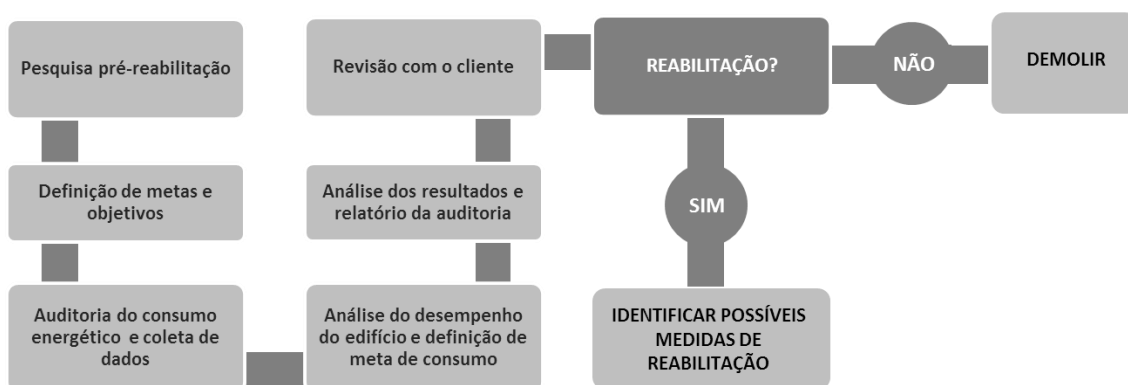 Pesquisa pré-reabilitação
Definição de metas e
objetivos
Auditoria do consumo
energético e coleta de
dados
Análise do desempenho
do edifício e definição de
meta de consumo
Análise dos resultados e
relatório da auditoria
Revisão com o cliente
REABILITAÇÃO?
NÃO
DEMOLIR
SIM
IDENTIFICAR POSSÍVEIS
MEDIDAS DE
REABILITAÇÃO